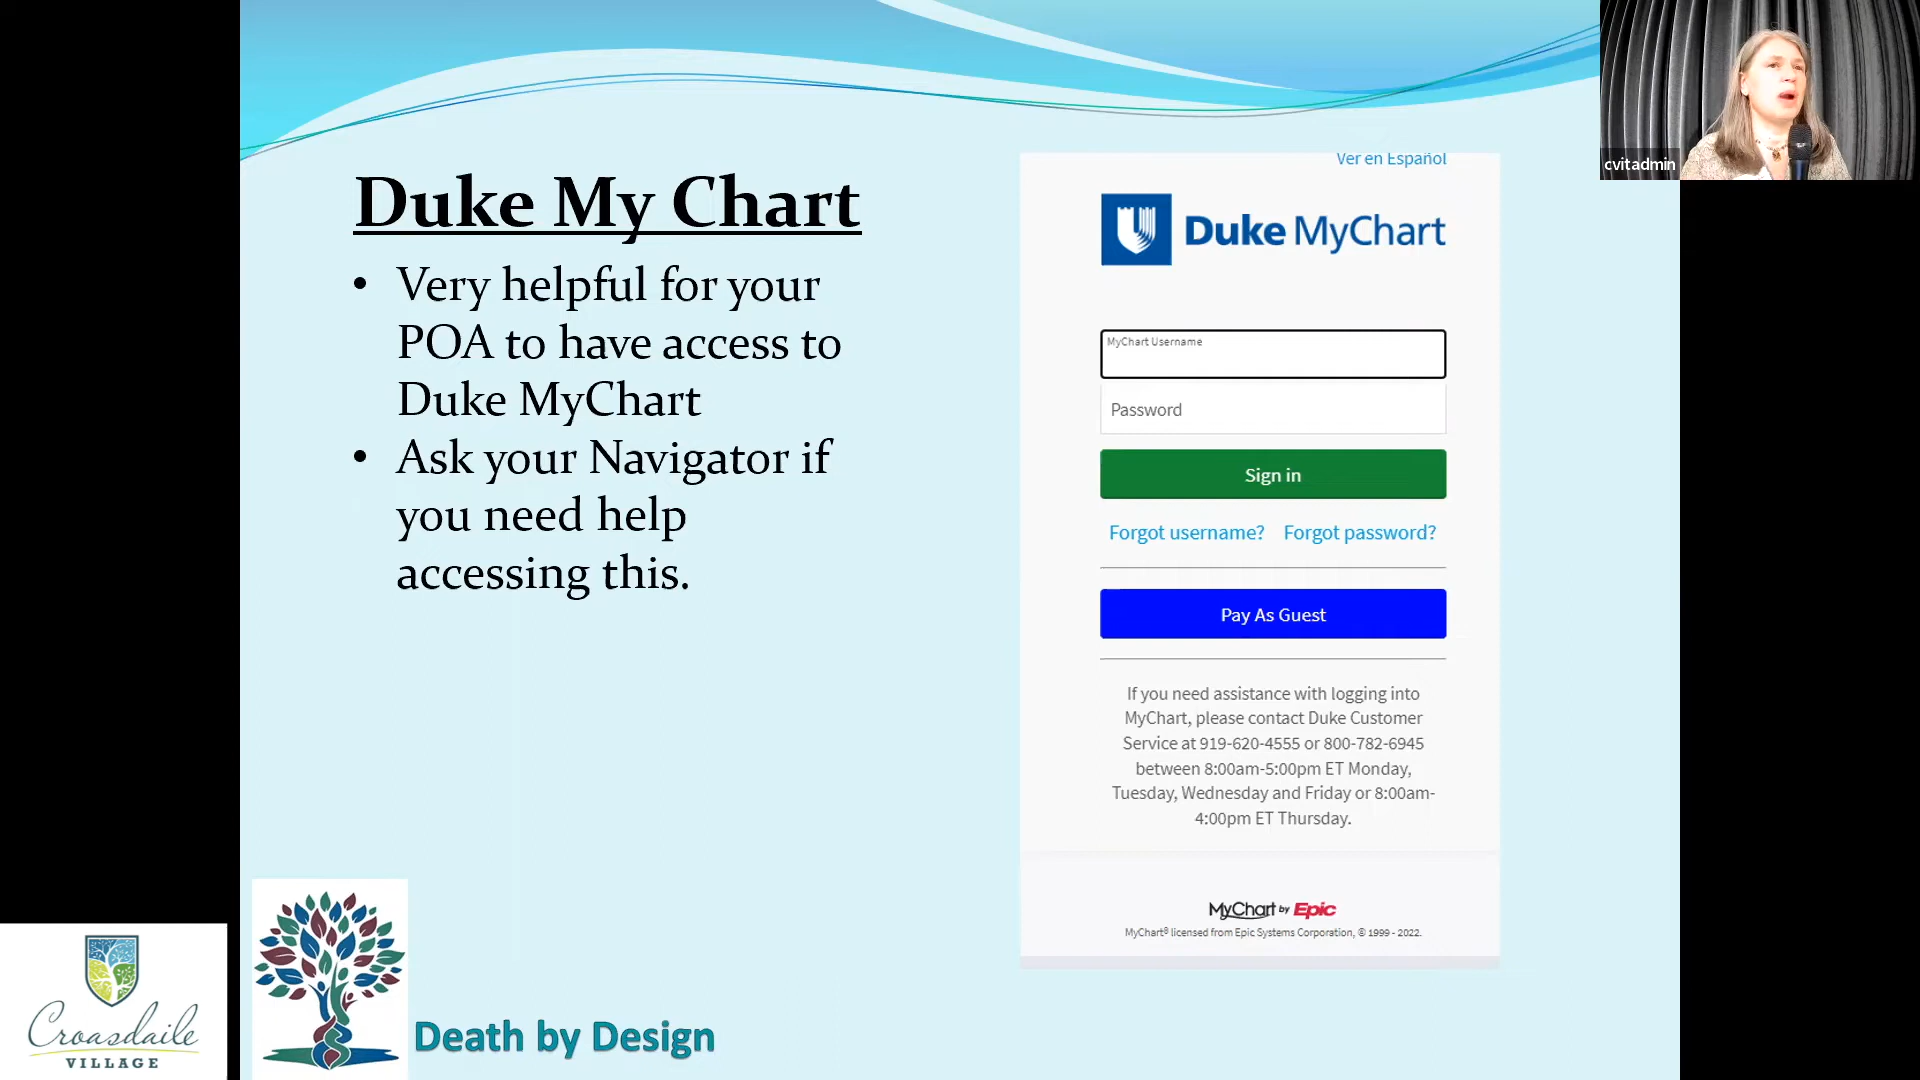 cvitadmin
Duke My Chart
• Very helpful for your
POA to have access to
Duke MyChart
• Ask your Navigator if
you need help
accessing this.
Ver en Español
Duke MyChart
MyChart Username
Password
Sign in
Forgot username? Forgot password?
Pay As Guest
If you need assistance with logging into
MyChart, please contact Duke Customer
Service at 919-620-4555 or 800-782-6945
between 8:00am-5:00pm ET Monday,
Tuesday, Wednesday and Friday or 8:00am-
4:00pm ET Thursday.
MyChart by Epic
MyChart® licensed from Epic Systems Corporation, © 1999 - 2022.
Croasdaile
VILLAGE
Death by Design